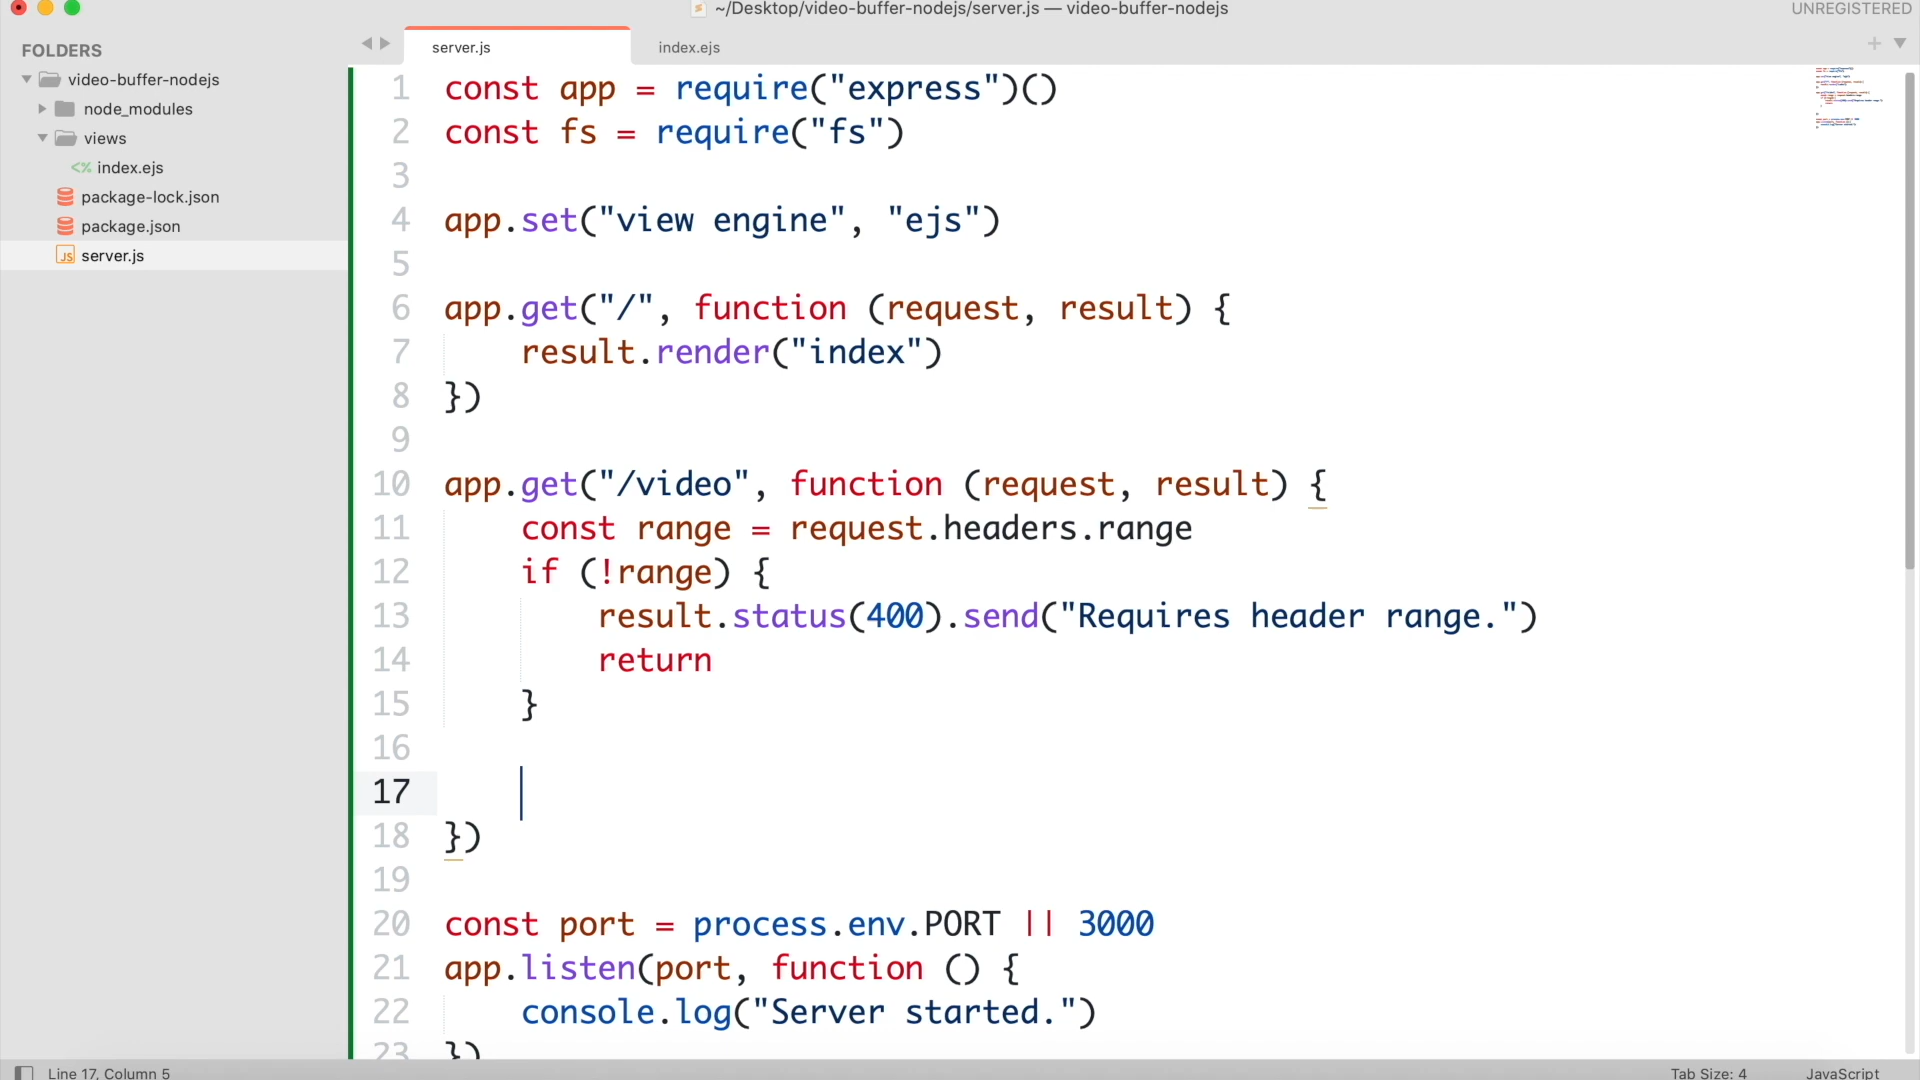 ~/Desktop/video-buffer-nodejs/server.js — video-buffer-nodejs
UNREGISTERED
FOLDERS
video-buffer-nodejs
node_modules
views
<% index.ejs
package-lock.json
package.json
JS server.js
server.js
index.ejs
1 const app = require("express")()
2 const fs = require("fs")
3
4 app.set("view engine", "ejs")
5
6 app.get("/", function (request, result) {
7 result.render("index")
8 })
9
10 app.get("/video", function (request, result) {
11 const range = request.headers.range
12 if (!range) {
13 result.status(400).send("Requires header range.")
14 return
15 }
16
17
18 })
19
20 const port = process.env.PORT || 3000
21 app.listen(port, function () {
22 console.log("Server started.")
23 })
Line 17, Column 5
Tab Size: 4
JavaScript